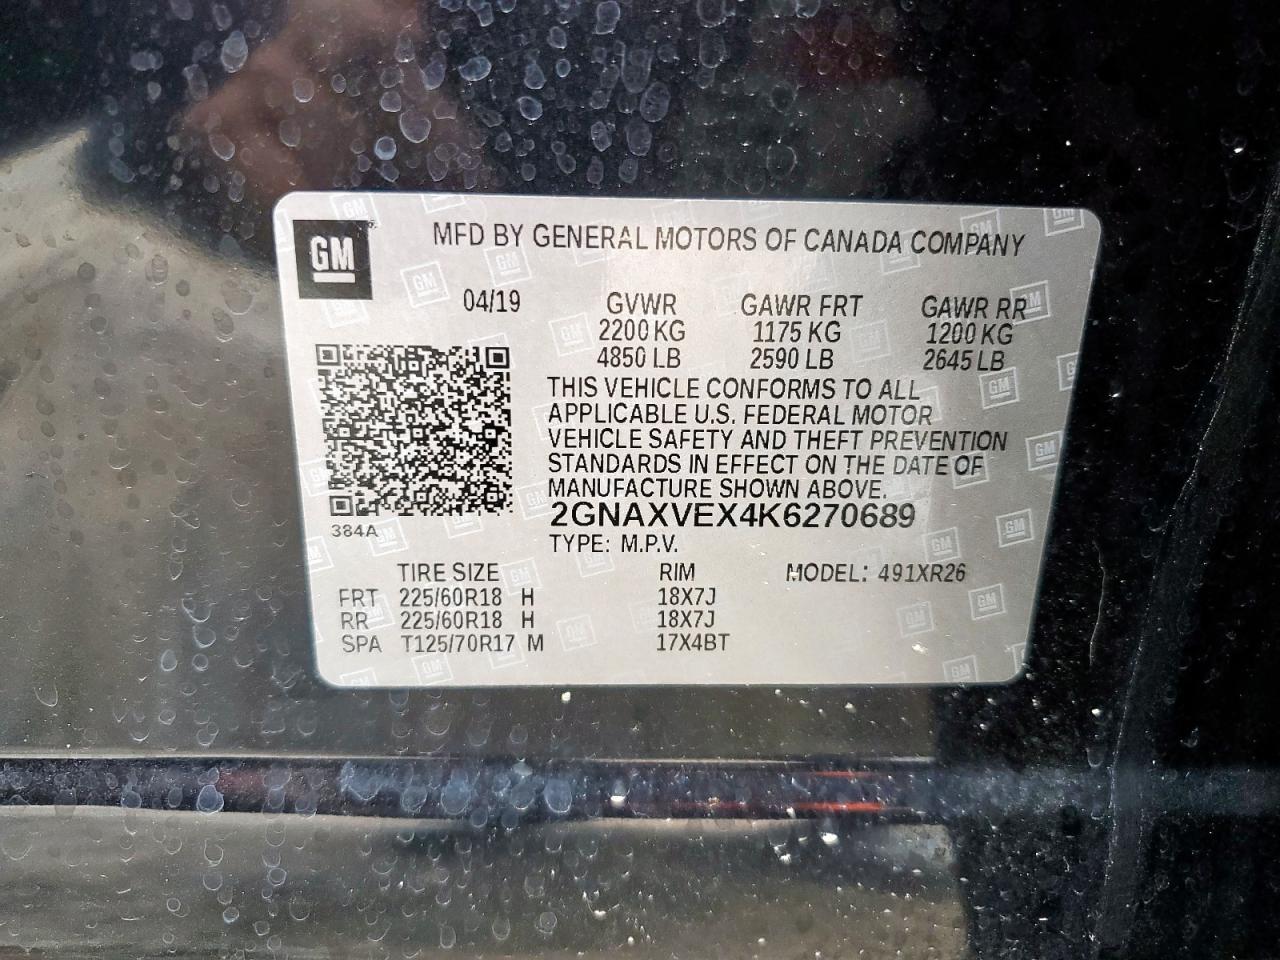 GM
MFD BY GENERAL MOTORS OF CANADA COMPANY
04/19 GVWR GAWR FRT GAWR RR
2200 KG 1175 KG 1200 KG
4850 LB 2590 LB 2645 LB
THIS VEHICLE CONFORMS TO ALL
APPLICABLE U.S. FEDERAL MOTOR
VEHICLE SAFETY AND THEFT PREVENTION
STANDARDS IN EFFECT ON THE DATE OF
MANUFACTURE SHOWN ABOVE.
2GNAXVEX4K6270689
384A
TYPE: M.P.V.
TIRE SIZE RIM MODEL: 491XR26
FRT 225/60R18 H 18X7J
RR 225/60R18 H 18X7J
SPA T125/70R17 M 17X4BT